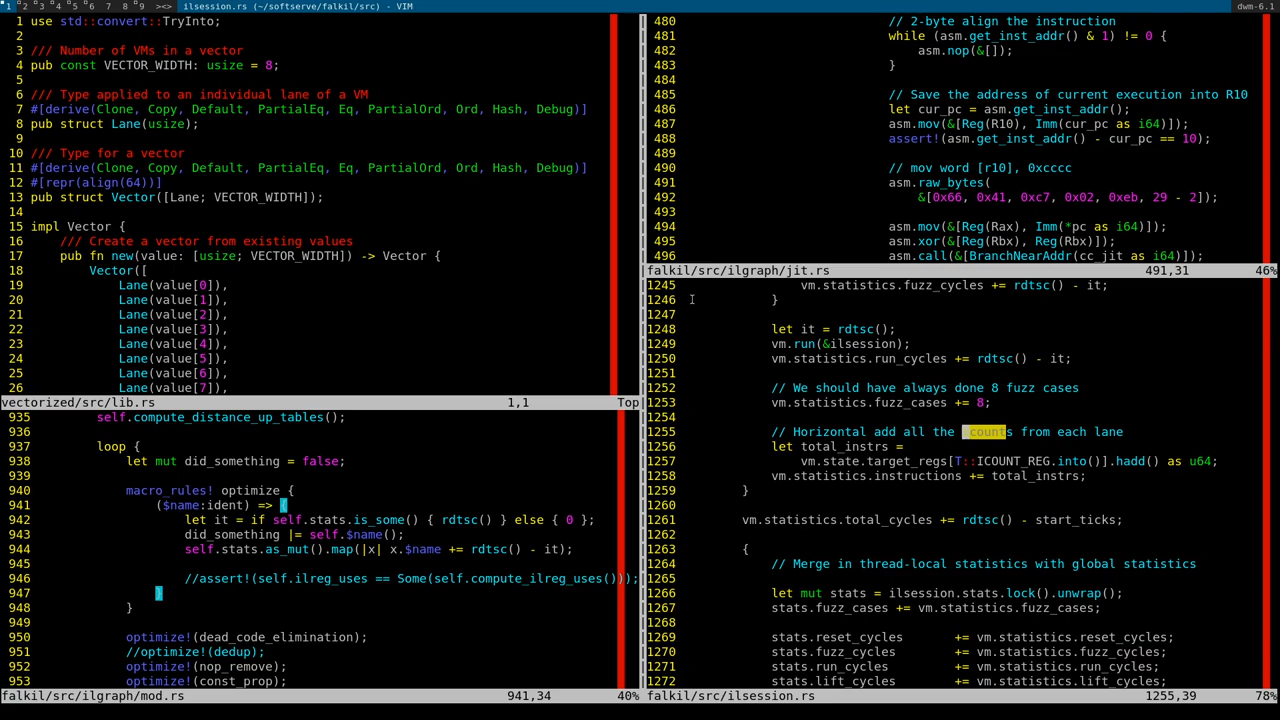 1 2 3 4 5 6 7 8 9 ><> ilsession.rs (~/softserve/falkil/src) - VIM dwm-6.1
1 use std::convert::TryInto;
2
3 /// Number of VMs in a vector
4 pub const VECTOR_WIDTH: usize = 8;
5
6 /// Type applied to an individual lane of a VM
7 #[derive(Clone, Copy, Default, PartialEq, Eq, PartialOrd, Ord, Hash, Debug)]
8 pub struct Lane(usize);
9
10 /// Type for a vector
11 #[derive(Clone, Copy, Default, PartialEq, Eq, PartialOrd, Ord, Hash, Debug)]
12 #[repr(align(64))]
13 pub struct Vector([Lane; VECTOR_WIDTH]);
14
15 impl Vector {
16     /// Create a vector from existing values
17     pub fn new(value: [usize; VECTOR_WIDTH]) -> Vector {
18         Vector([
19             Lane(value[0]),
20             Lane(value[1]),
21             Lane(value[2]),
22             Lane(value[3]),
23             Lane(value[4]),
24             Lane(value[5]),
25             Lane(value[6]),
26             Lane(value[7]),
vectorized/src/lib.rs 1,1 Top
935         self.compute_distance_up_tables();
936
937         loop {
938             let mut did_something = false;
939
940             macro_rules! optimize {
941                 ($name:ident) => {
942                     let it = if self.stats.is_some() { rdtsc() } else { 0 };
943                     did_something |= self.$name();
944                     self.stats.as_mut().map(|x| x.$name += rdtsc() - it);
945
946                     //assert!(self.ilreg_uses == Some(self.compute_ilreg_uses()));
947                 }
948             }
949
950             optimize!(dead_code_elimination);
951             //optimize!(dedup);
952             optimize!(nop_remove);
953             optimize!(const_prop);
falkil/src/ilgraph/mod.rs 941,34 40%
480 // 2-byte align the instruction
481 while (asm.get_inst_addr() & 1) != 0 {
482     asm.nop(&[]);
483 }
484
485 // Save the address of current execution into R10
486 let cur_pc = asm.get_inst_addr();
487 asm.mov(&[Reg(R10), Imm(cur_pc as i64)]);
488 assert!(asm.get_inst_addr() - cur_pc == 10);
489
490 // mov word [r10], 0xcccc
491 asm.raw_bytes(
492     &[0x66, 0x41, 0xc7, 0x02, 0xeb, 29 - 2]);
493
494 asm.mov(&[Reg(Rax), Imm(*pc as i64)]);
495 asm.xor(&[Reg(Rbx), Reg(Rbx)]);
496 asm.call(&[BranchNearAddr(cc_jit as i64)]);
falkil/src/ilgraph/jit.rs 491,31 46%
1245                 vm.statistics.fuzz_cycles += rdtsc() - it;
1246             }
1247
1248             let it = rdtsc();
1249             vm.run(&ilsession);
1250             vm.statistics.run_cycles += rdtsc() - it;
1251
1252             // We should have always done 8 fuzz cases
1253             vm.statistics.fuzz_cases += 8;
1254
1255             // Horizontal add all the icounts from each lane
1256             let total_instrs =
1257                 vm.state.target_regs[T::ICOUNT_REG.into()].hadd() as u64;
1258             vm.statistics.instructions += total_instrs;
1259         }
1260
1261         vm.statistics.total_cycles += rdtsc() - start_ticks;
1262
1263         {
1264             // Merge in thread-local statistics with global statistics
1265
1266             let mut stats = ilsession.stats.lock().unwrap();
1267             stats.fuzz_cases += vm.statistics.fuzz_cases;
1268
1269             stats.reset_cycles       += vm.statistics.reset_cycles;
1270             stats.fuzz_cycles        += vm.statistics.fuzz_cycles;
1271             stats.run_cycles         += vm.statistics.run_cycles;
1272             stats.lift_cycles        += vm.statistics.lift_cycles;
falkil/src/ilsession.rs 1255,39 78%